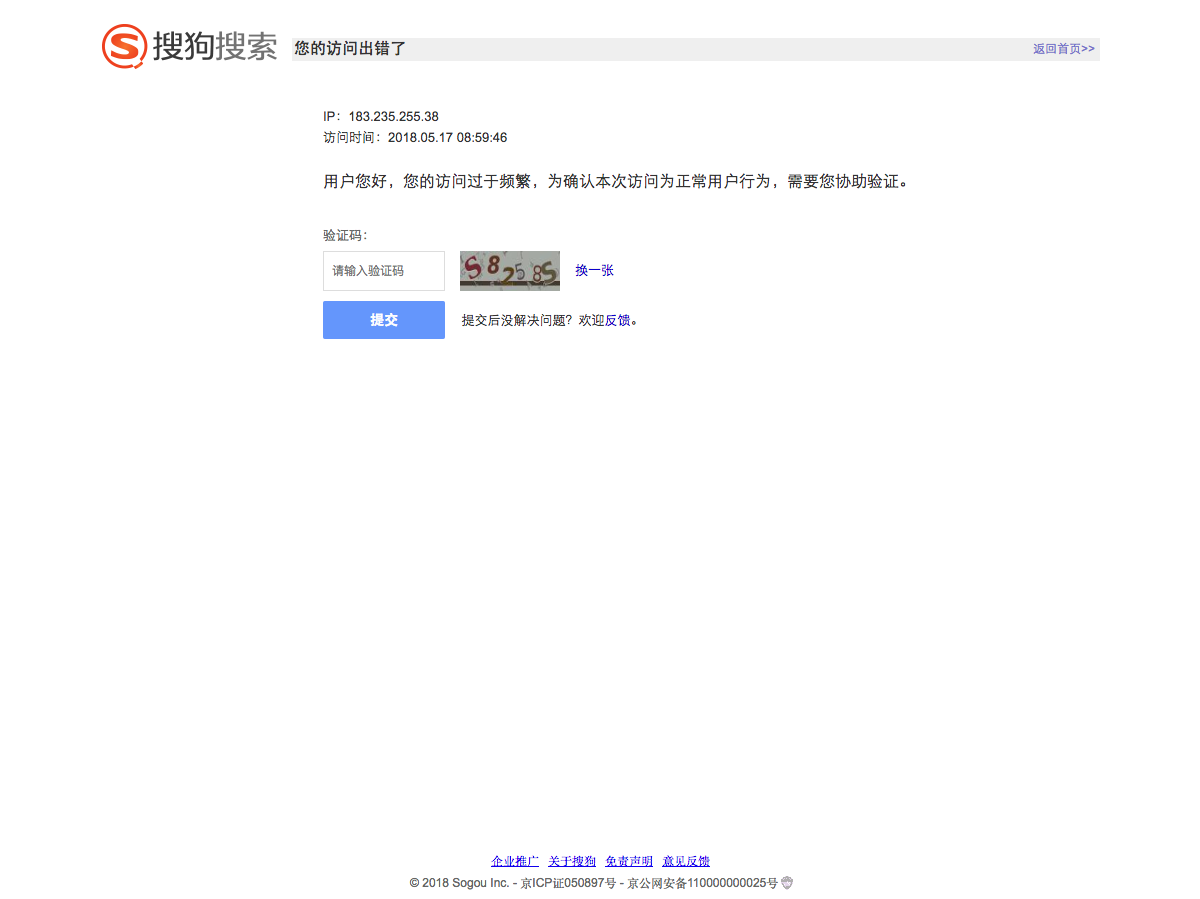 搜狗搜索
您的访问出错了
返回首页>>
IP：183.235.255.38
访问时间：2018.05.17 08:59:46
用户您好，您的访问过于频繁，为确认本次访问为正常用户行为，需要您协助验证。
验证码：
请输入验证码
换一张
提交
提交后没解决问题？欢迎反馈。
企业推广 关于搜狗 免责声明 意见反馈
© 2018 Sogou Inc. - 京ICP证050897号 - 京公网安备110000000025号